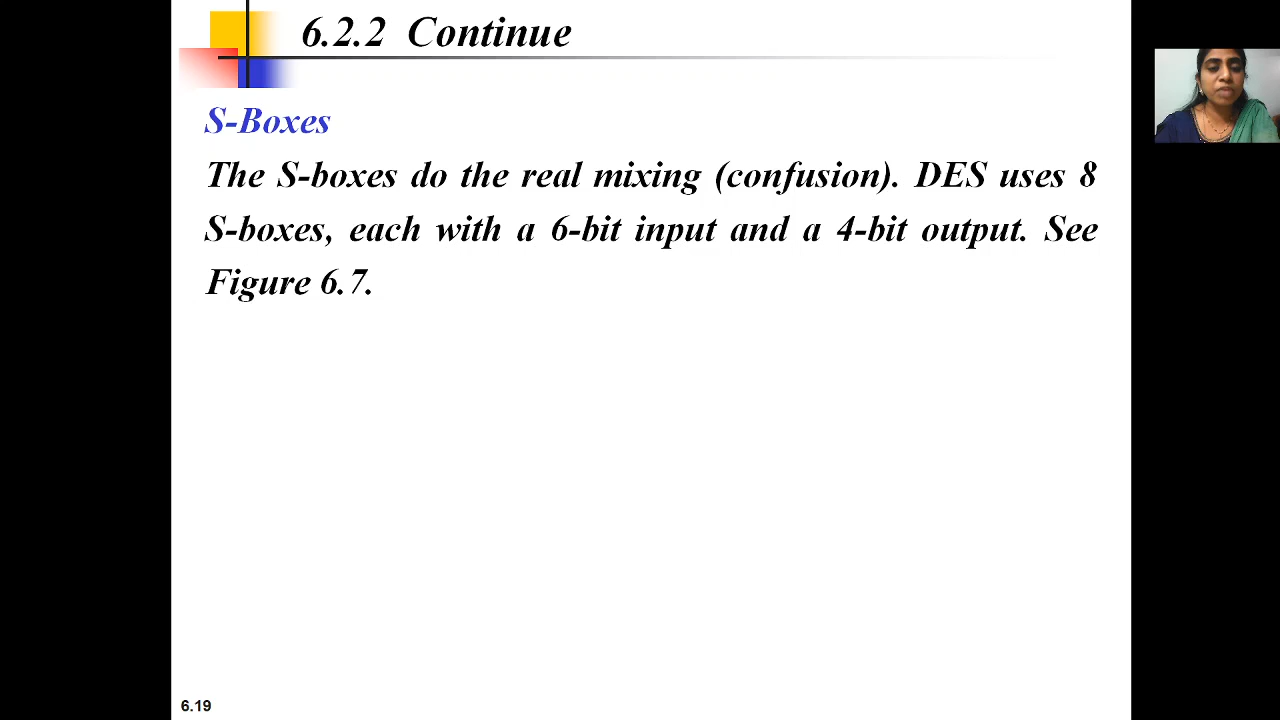 6.2.2 Continue
S-Boxes
The S-boxes do the real mixing (confusion). DES uses 8
S-boxes, each with a 6-bit input and a 4-bit output. See
Figure 6.7.
6.19